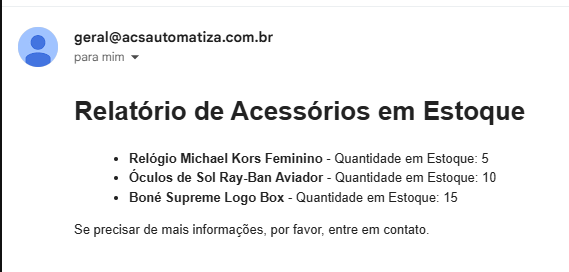 geral@acsautomatiza.com.br
para mim
Relatório de Acessórios em Estoque
Relógio Michael Kors Feminino - Quantidade em Estoque: 5
Óculos de Sol Ray-Ban Aviador - Quantidade em Estoque: 10
Boné Supreme Logo Box - Quantidade em Estoque: 15
Se precisar de mais informações, por favor, entre em contato.